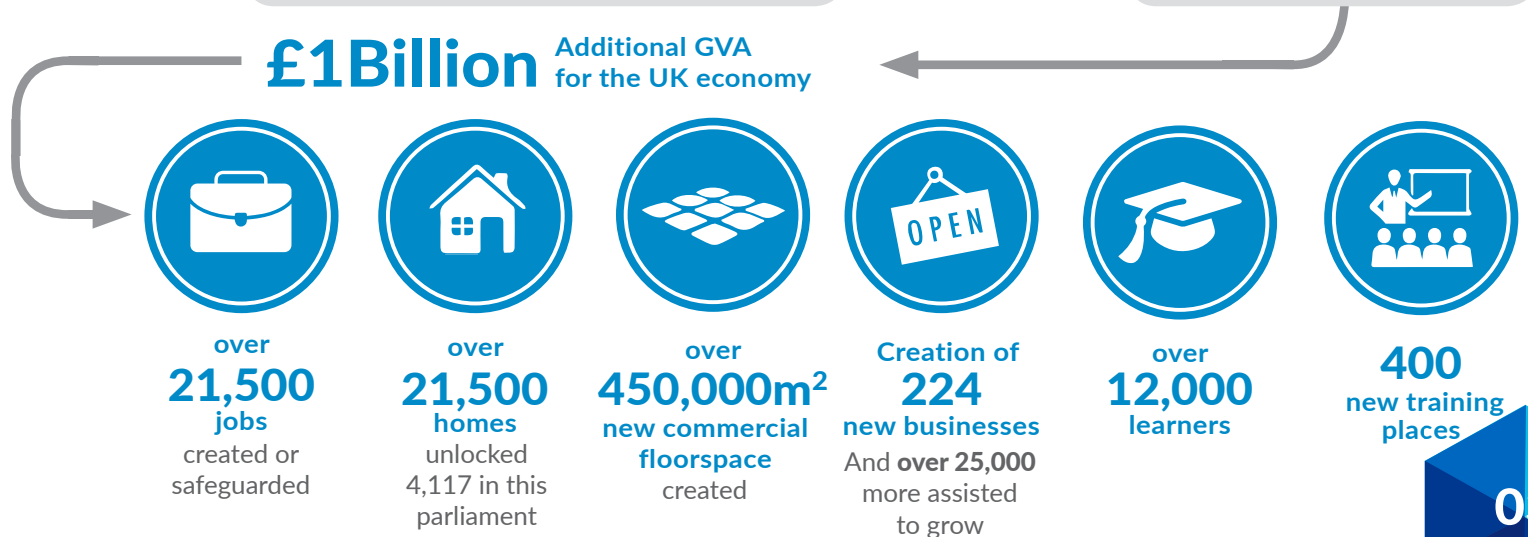 £1Billion
Additional GVA
for the UK economy
OPEN
over
21,500
jobs
created or
safeguarded
over
21,500
homes
unlocked
4,117 in this
parliament
over
450,000m²
new commercial
floorspace
created
Creation of
224
new businesses
And over 25,000
more assisted
to grow
over
12,000
learners
400
new training
places
0